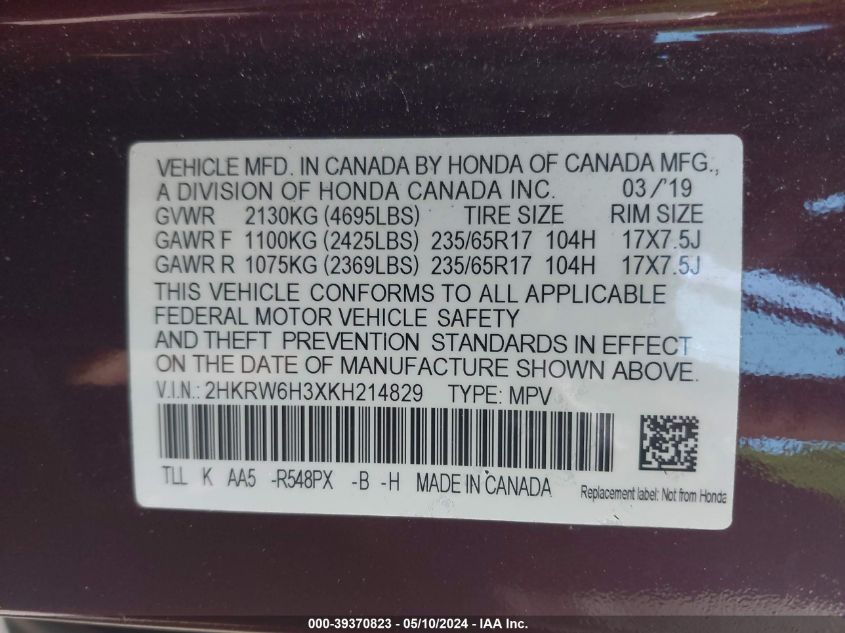 VEHICLE MFD. IN CANADA BY HONDA OF CANADA MFG.,
A DIVISION OF HONDA CANADA INC. 03/'19
GVWR 2130KG (4695LBS) TIRE SIZE RIM SIZE
GAWR F 1100KG (2425LBS) 235/65R17 104H 17X7.5J
GAWR R 1075KG (2369LBS) 235/65R17 104H 17X7.5J
THIS VEHICLE CONFORMS TO ALL APPLICABLE
FEDERAL MOTOR VEHICLE SAFETY
AND THEFT PREVENTION STANDARDS IN EFFECT
ON THE DATE OF MANUFACTURE SHOWN ABOVE.
V.I.N.: 2HKRW6H3XKH214829 TYPE: MPV
TLL K AA5 -R548PX -B -H MADE IN CANADA
Replacement label: Not from Honda
000-39370823 - 05/10/2024 - IAA Inc.